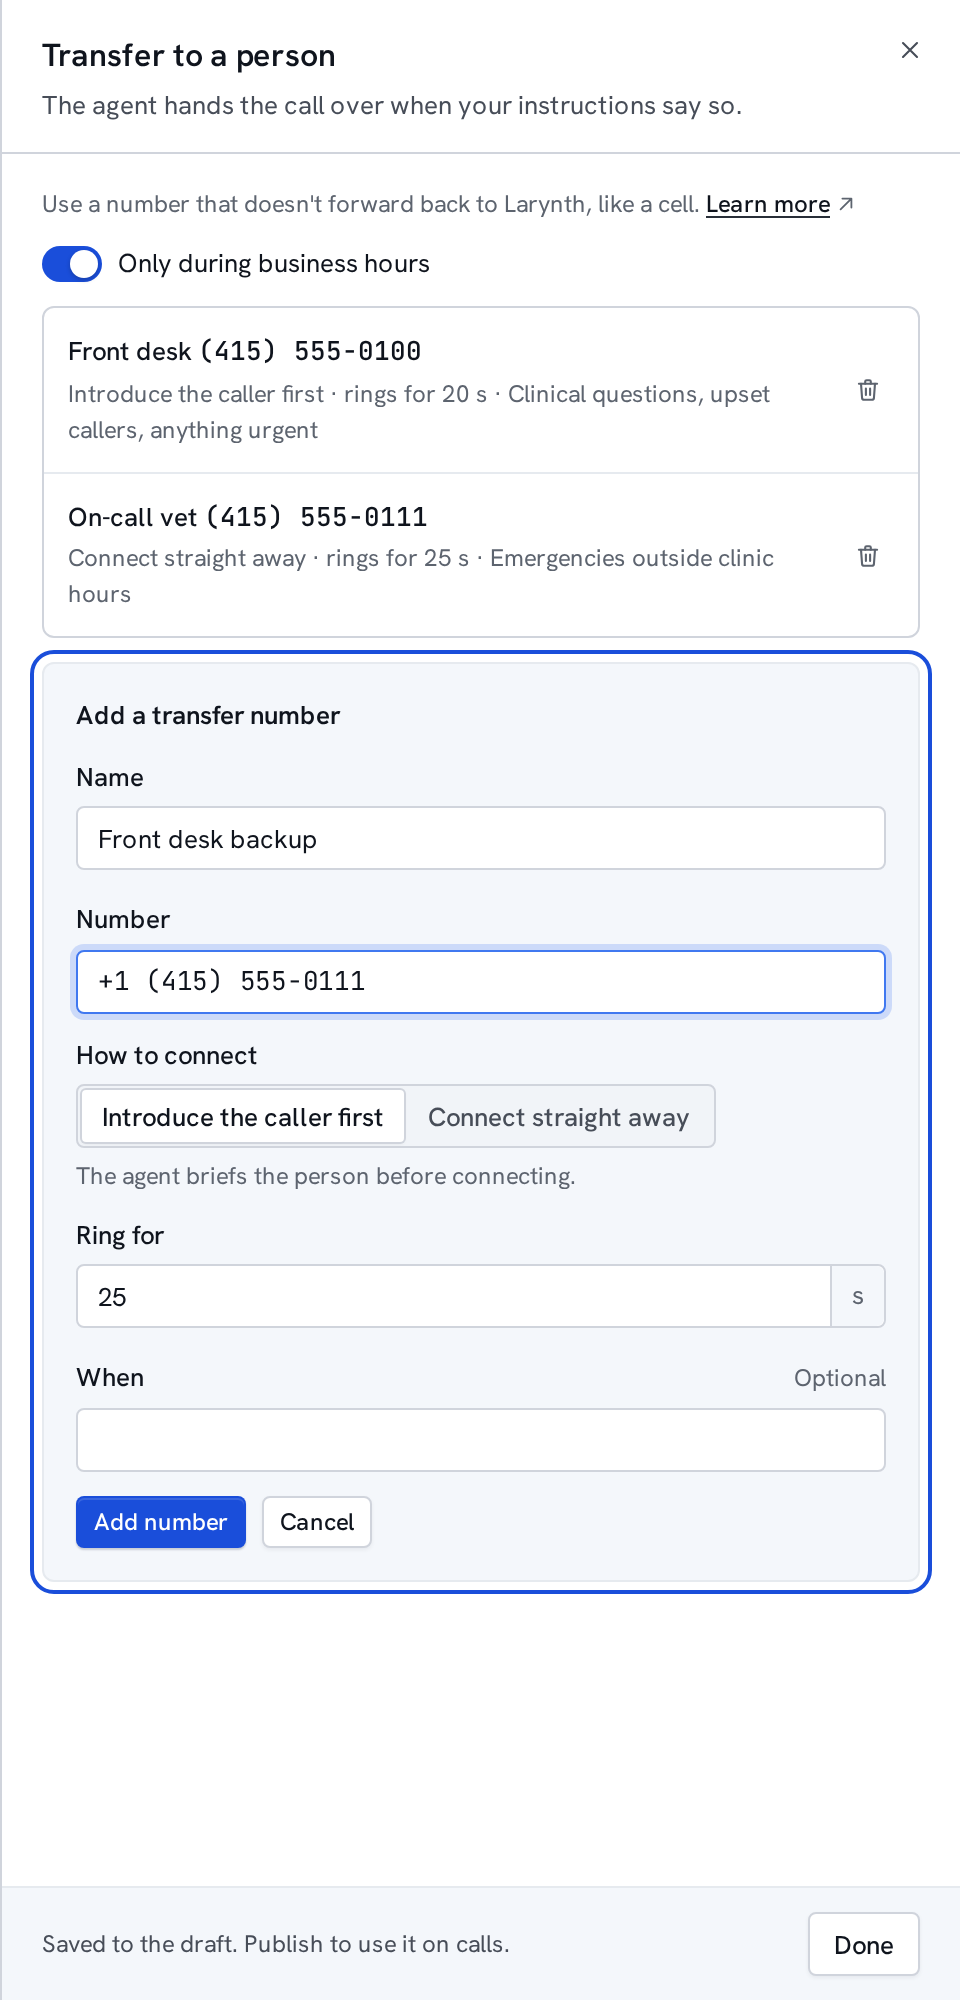 Transfer to a person
The agent hands the call over when your instructions say so.
Use a number that doesn't forward back to Larynth, like a cell. Learn more ↗
Only during business hours
Front desk (415) 555-0100
Introduce the caller first · rings for 20 s · Clinical questions, upset
callers, anything urgent
On-call vet (415) 555-0111
Connect straight away · rings for 25 s · Emergencies outside clinic
hours
Add a transfer number
Name
Front desk backup
Number
+1 (415) 555-0111
How to connect
Introduce the caller first Connect straight away
The agent briefs the person before connecting.
Ring for
25 s
When Optional
Add number Cancel
Saved to the draft. Publish to use it on calls. Done